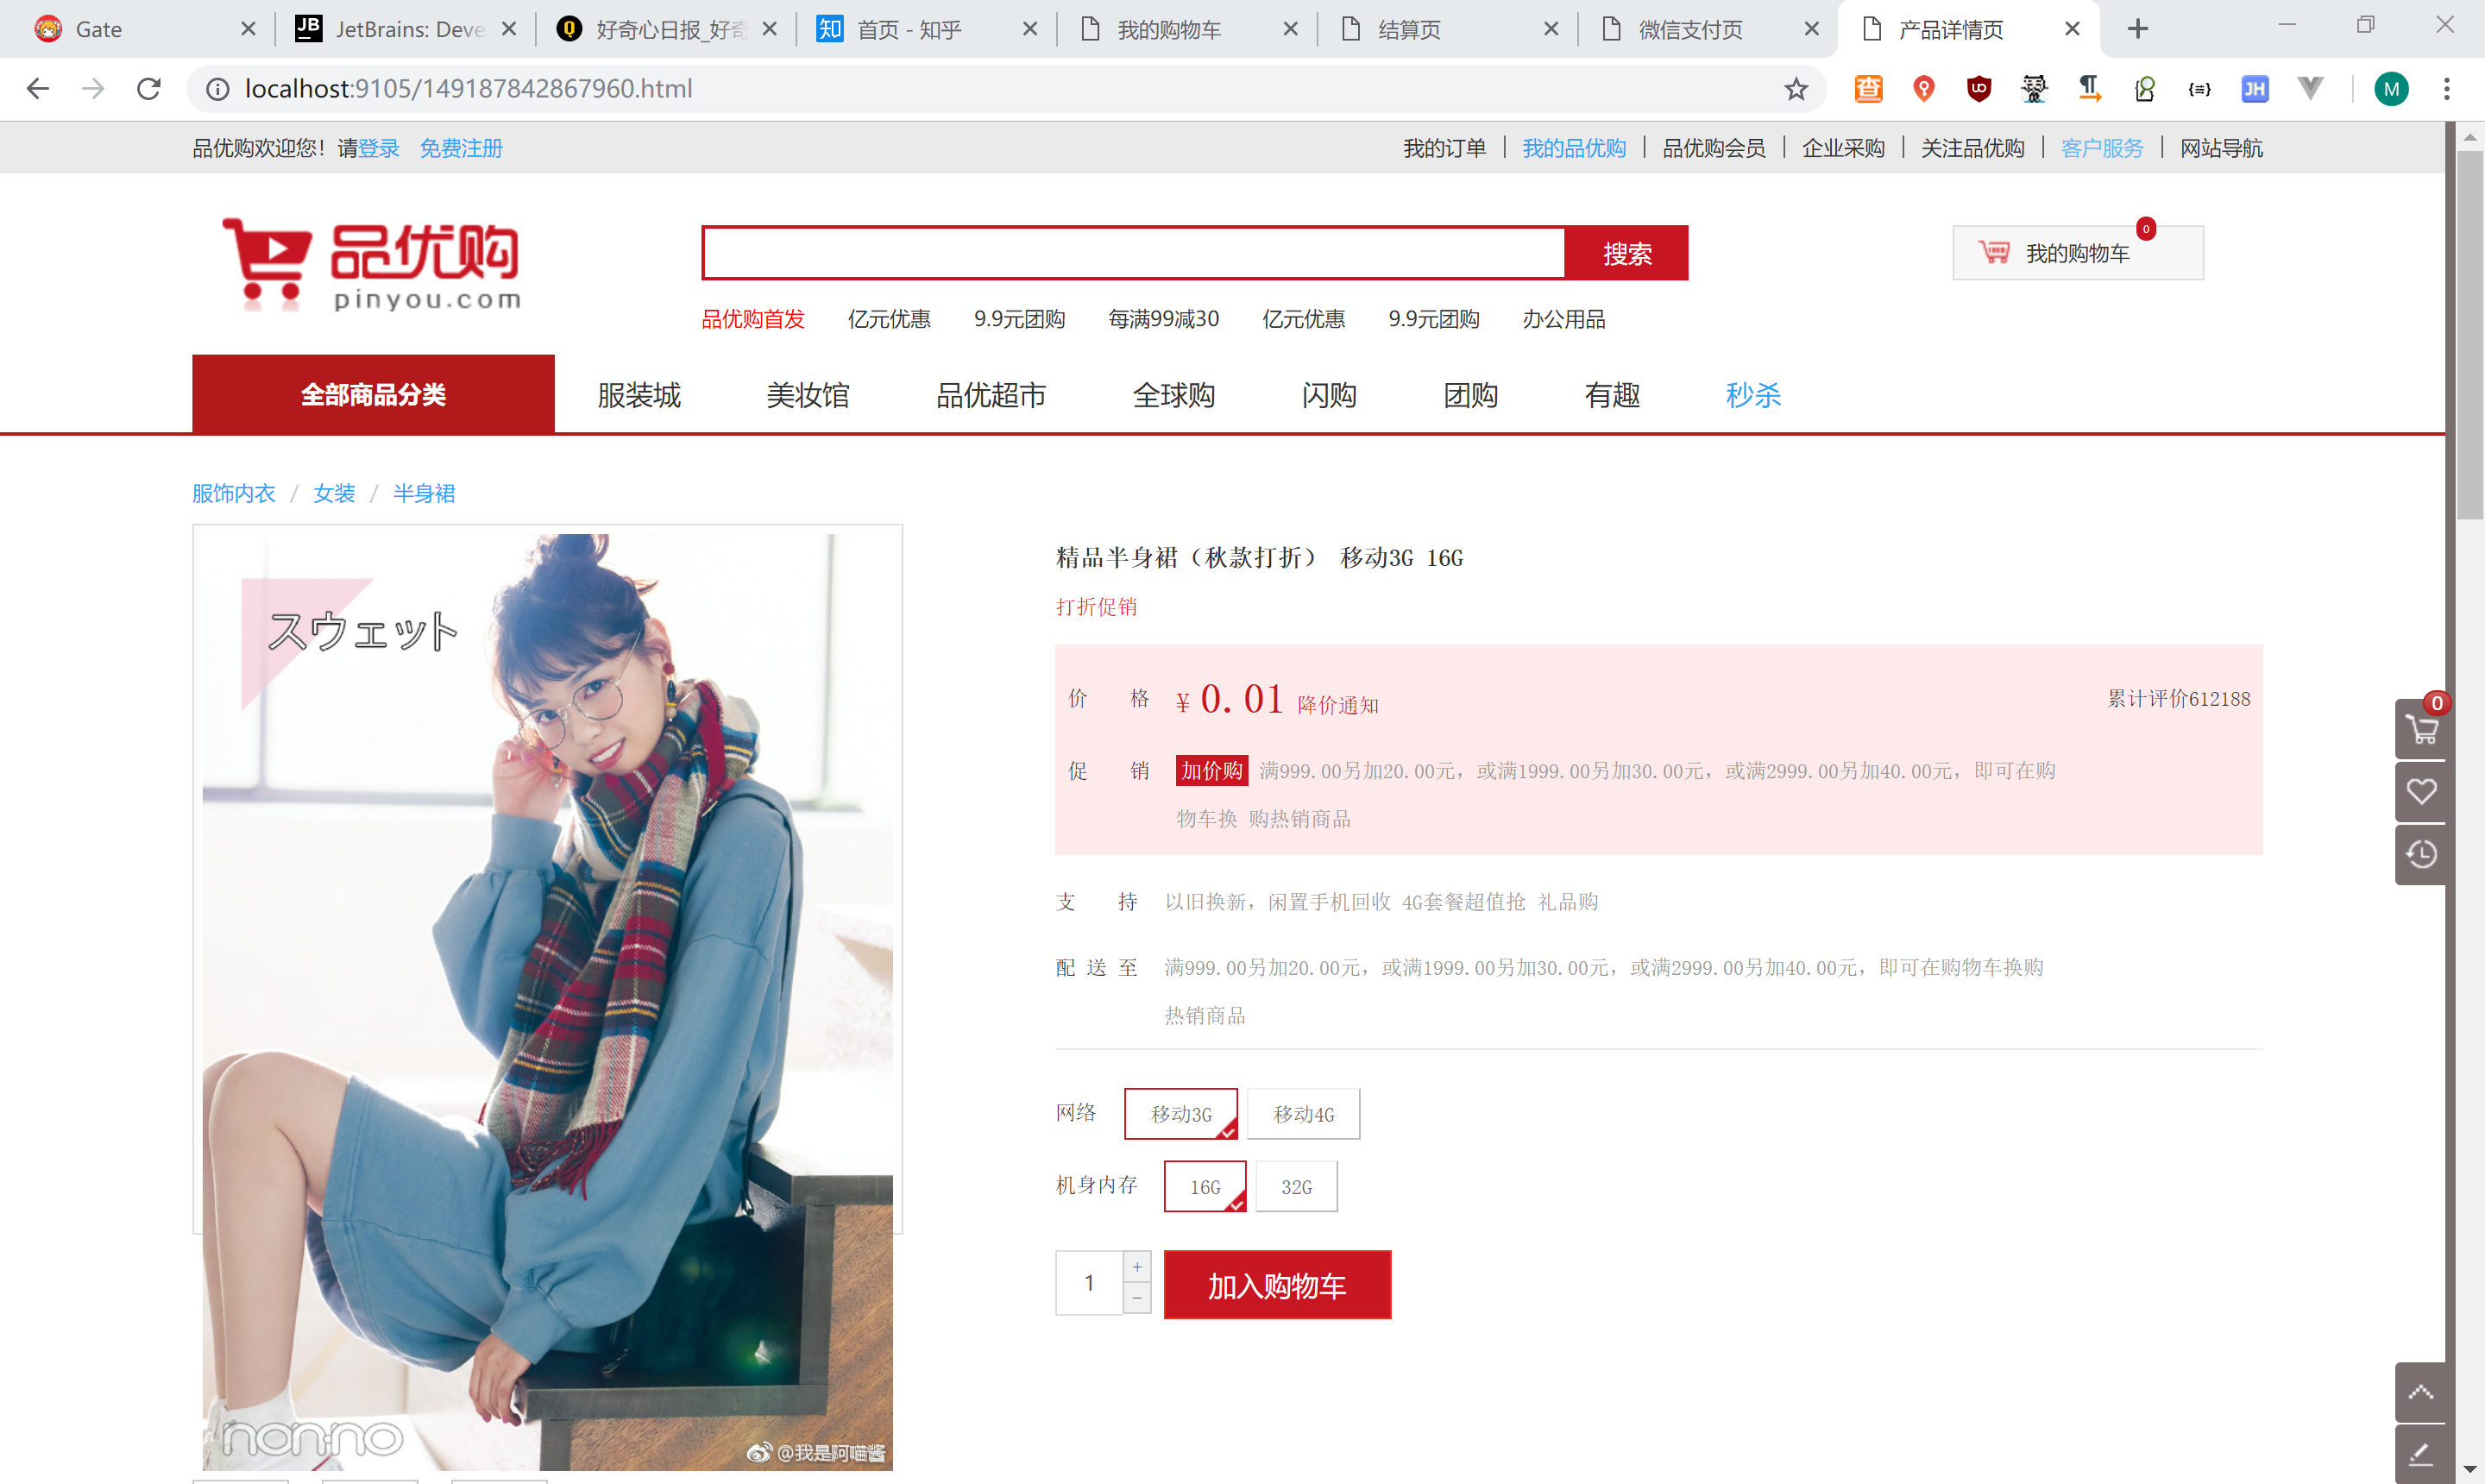 Gate
JetBrains: Deve
好奇心日报_好奇
首页 - 知乎
我的购物车
结算页
微信支付页
产品详情页
localhost:9105/149187842867960.html
M
品优购欢迎您！请登录 免费注册
我的订单 我的品优购 品优购会员 企业采购 关注品优购 客户服务 网站导航
品优购
pinyou.com
搜索
我的购物车
0
品优购首发 亿元优惠 9.9元团购 每满99减30 亿元优惠 9.9元团购 办公用品
全部商品分类 服装城 美妆馆 品优超市 全球购 闪购 团购 有趣 秒杀
服饰内衣 / 女装 / 半身裙
スウェット
non-no
@我是阿喵酱
精品半身裙（秋款打折） 移动3G 16G
打折促销
价 格 ¥ 0.01 降价通知 累计评价612188
促 销 加价购 满999.00另加20.00元，或满1999.00另加30.00元，或满2999.00另加40.00元，即可在购
物车换 购热销商品
支 持 以旧换新，闲置手机回收 4G套餐超值抢 礼品购
配 送 至 满999.00另加20.00元，或满1999.00另加30.00元，或满2999.00另加40.00元，即可在购物车换购
热销商品
网络 移动3G 移动4G
机身内存 16G 32G
1 + -
加入购物车
0